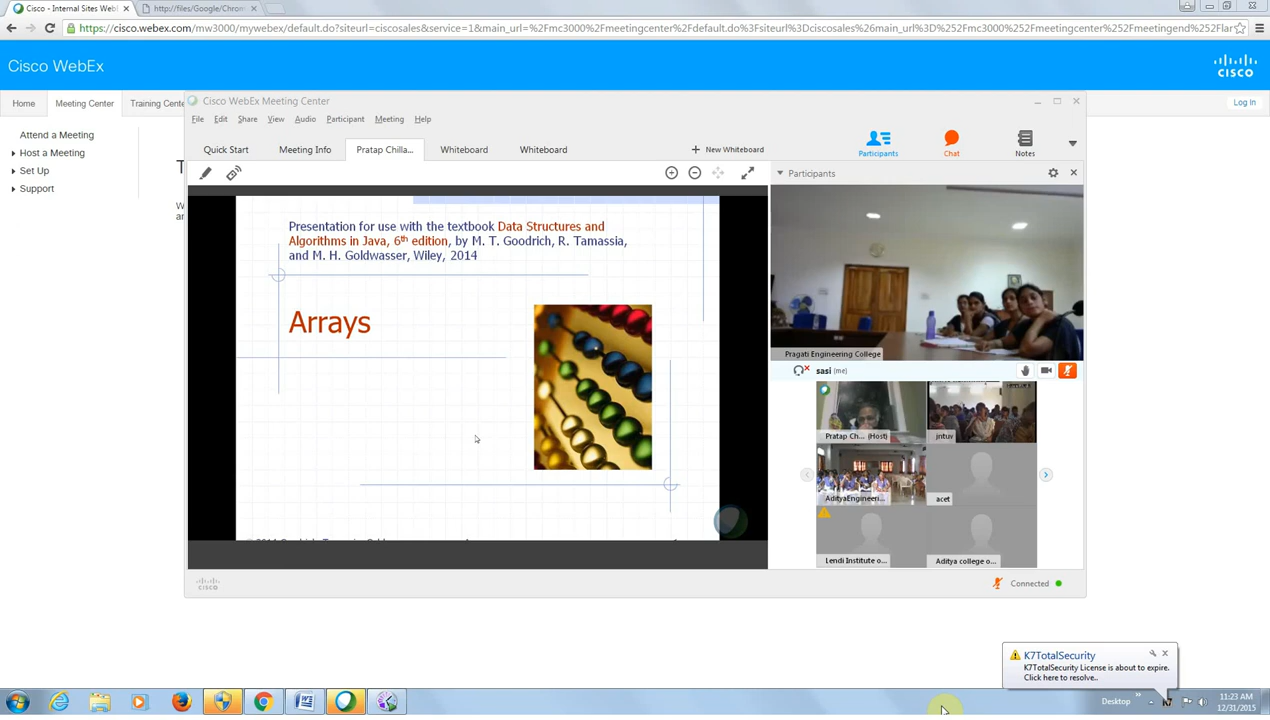 Cisco - Internal Sites Web
http://files/Google/Chrom
https://cisco.webex.com/mw3000/mywebex/default.do?siteurl=ciscosales&service=1&main_url=%2Fmc3000%2Fmeetingcenter%2Fdefault.do%3Fsiteurl%3Dciscosales%26main_url%3D%252Fmc3000%252Fmeetingcenter%252Fmeetingend%252Flar
Cisco WebEx
CISCO
Home
Meeting Center
Training Cente
Log In
Attend a Meeting
Host a Meeting
Set Up
Support
T
W
ar
Cisco WebEx Meeting Center
File Edit Share View Audio Participant Meeting Help
Quick Start
Meeting Info
Pratap Chilla...
Whiteboard
Whiteboard
+ New Whiteboard
Participants
Chat
Notes
Participants
Presentation for use with the textbook Data Structures and
Algorithms in Java, 6th edition, by M. T. Goodrich, R. Tamassia,
and M. H. Goldwasser, Wiley, 2014
Arrays
Pragati Engineering College
sasi (me)
Pratap Ch... (Host)
jntuv
AdityaEngineeri...
acet
Lendi Institute o...
Aditya college o...
CISCO
Connected
K7TotalSecurity
K7TotalSecurity License is about to expire.
Click here to resolve..
Desktop
11:23 AM
12/31/2015